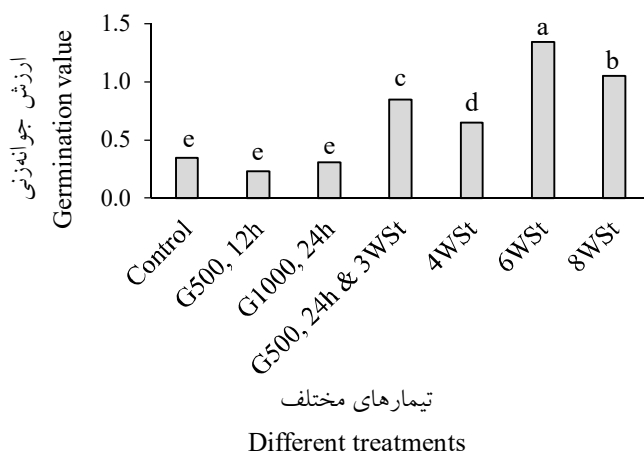 1.5
1.0
0.5
0.0
ارزش جوانه‌زنی
Germination value
e
e
e
c
d
a
b
Control
G500, 12h
G1000, 24h
G500, 24h & 3WSt
4WSt
6WSt
8WSt
تیمارهای مختلف
Different treatments